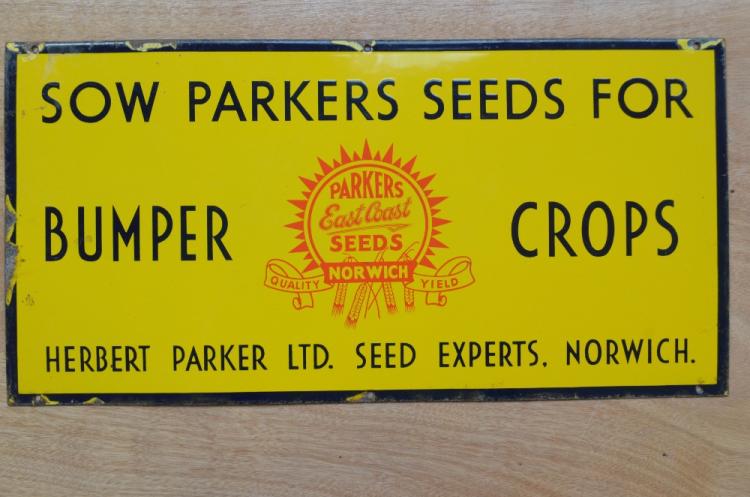 SOW PARKERS SEEDS FOR
BUMPER CROPS
PARKERS
East Coast
SEEDS
NORWICH
QUALITY YIELD
HERBERT PARKER LTD. SEED EXPERTS, NORWICH.